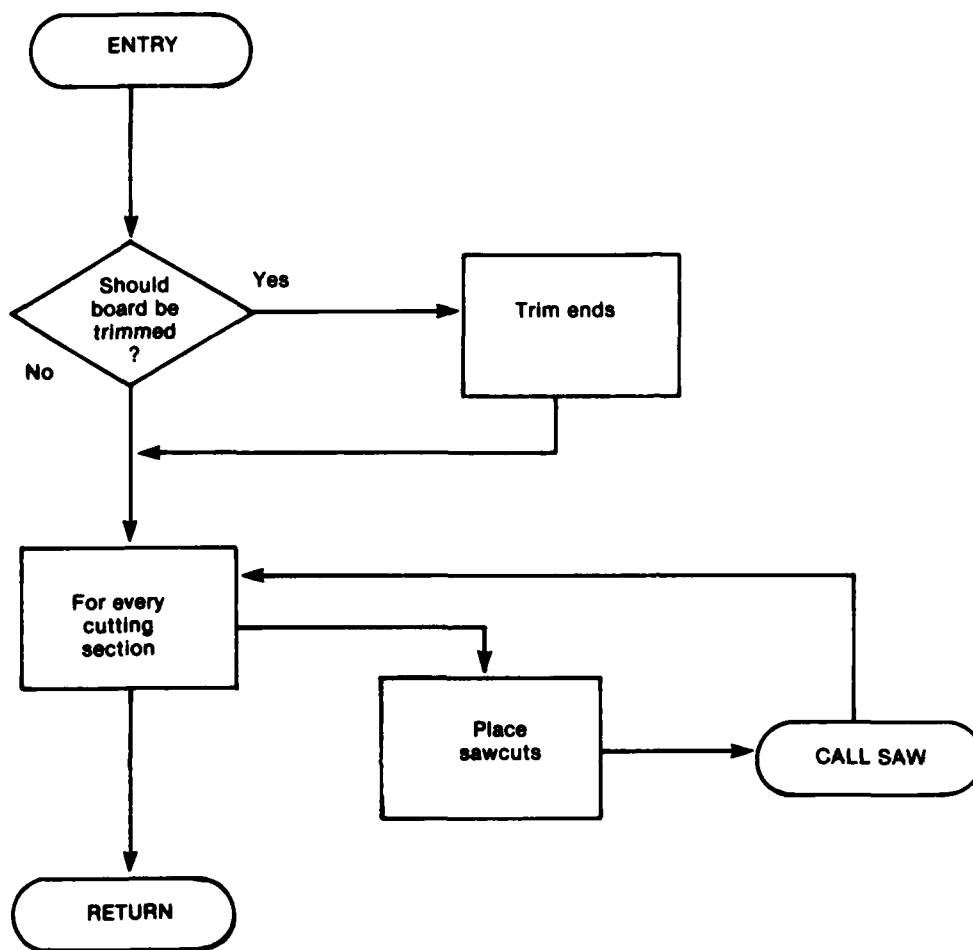 ENTRY
Should
board be
trimmed
?
Yes
No
Trim ends
For every
cutting
section
Place
sawcuts
CALL SAW
RETURN